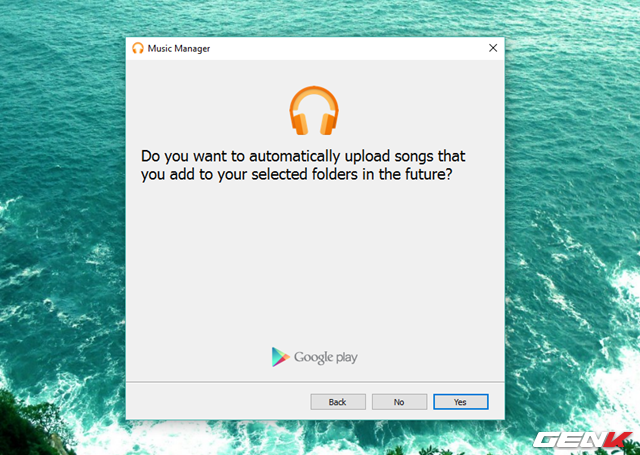 Music Manager
Do you want to automatically upload songs that
you add to your selected folders in the future?
Google play
Back
No
Yes
GENK